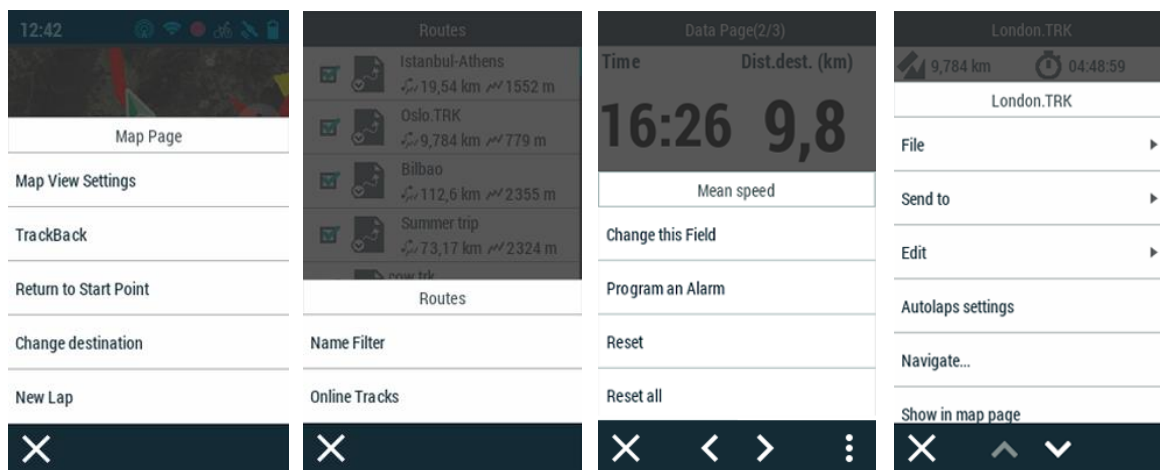 12:42
Map Page
Map View Settings
TrackBack
Return to Start Point
Change destination
New Lap
Routes
Istanbul-Athens
19,54 km 1552 m
Oslo.TRK
9,784 km 779 m
Bilbao
112,6 km 2355 m
Summer trip
73,17 km 2324 m
cow.trk
Routes
Name Filter
Online Tracks
Data Page(2/3)
Time Dist.dest. (km)
16:26 9,8
Mean speed
Change this Field
Program an Alarm
Reset
Reset all
London.TRK
9,784 km 04:48:59
London.TRK
File
Send to
Edit
Autolaps settings
Navigate...
Show in map page